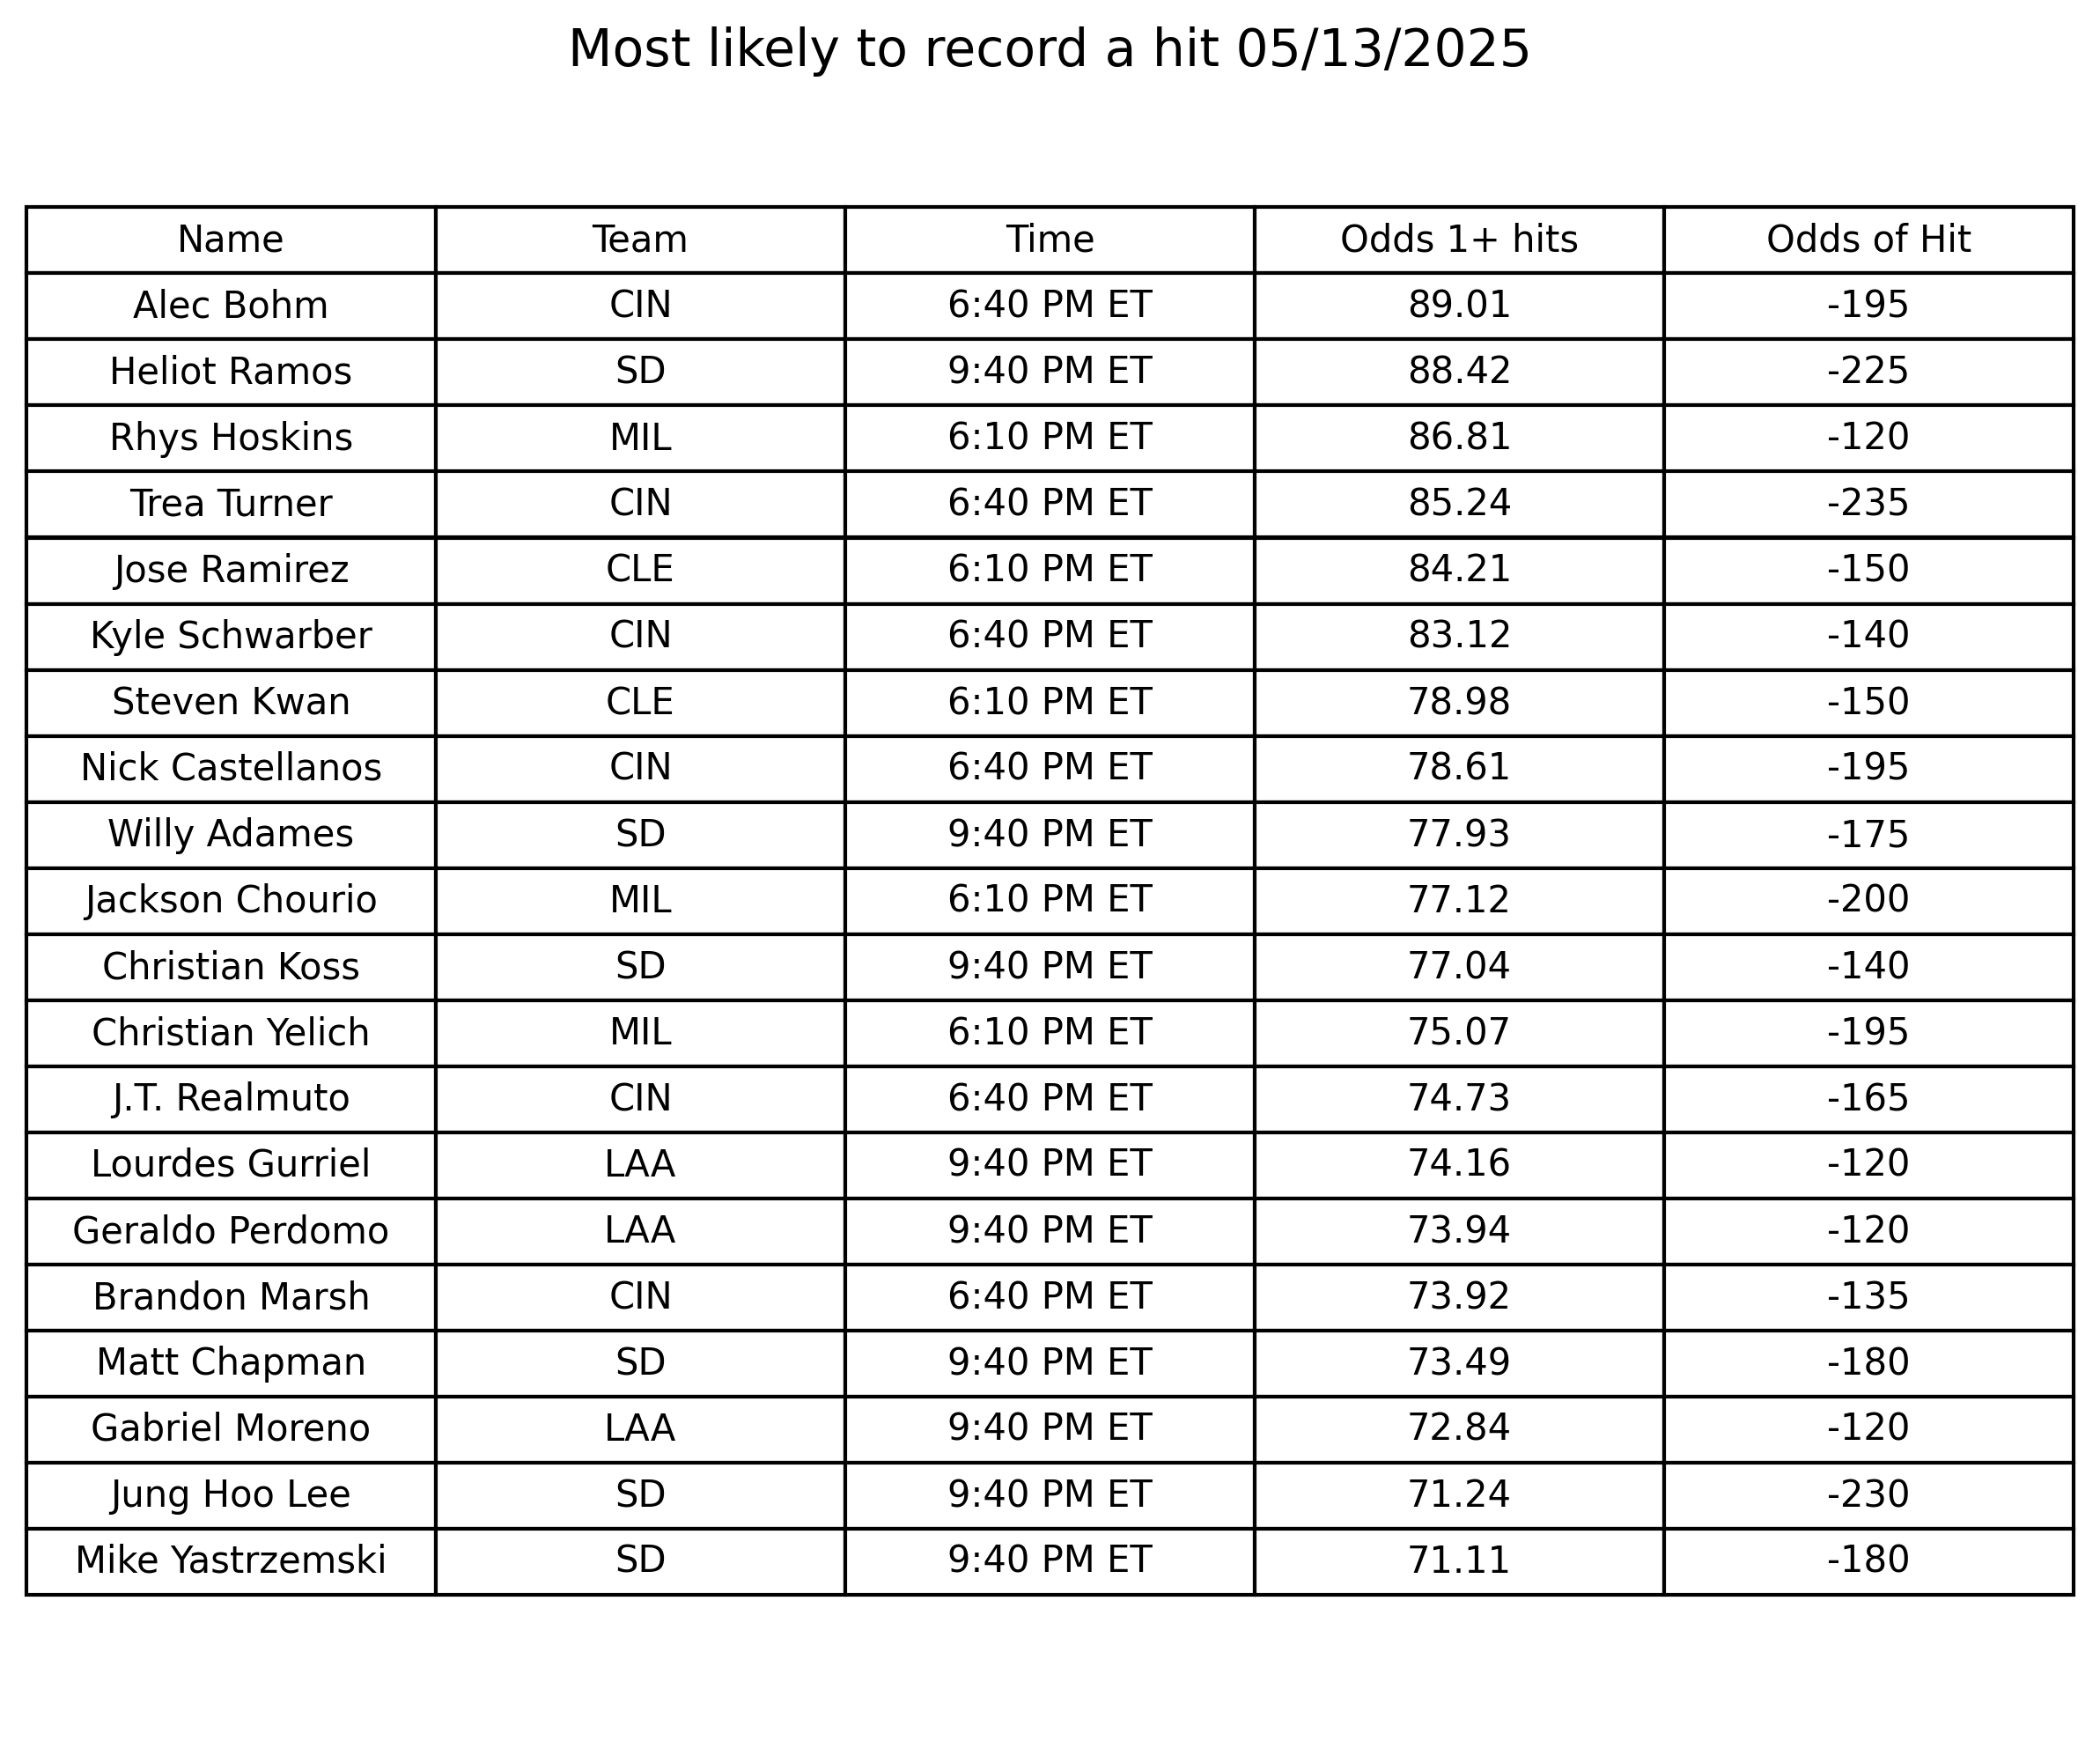 Most likely to record a hit 05/13/2025
Name Team Time Odds 1+ hits Odds of Hit
Alec Bohm CIN 6:40 PM ET 89.01 -195
Heliot Ramos SD 9:40 PM ET 88.42 -225
Rhys Hoskins MIL 6:10 PM ET 86.81 -120
Trea Turner CIN 6:40 PM ET 85.24 -235
Jose Ramirez CLE 6:10 PM ET 84.21 -150
Kyle Schwarber CIN 6:40 PM ET 83.12 -140
Steven Kwan CLE 6:10 PM ET 78.98 -150
Nick Castellanos CIN 6:40 PM ET 78.61 -195
Willy Adames SD 9:40 PM ET 77.93 -175
Jackson Chourio MIL 6:10 PM ET 77.12 -200
Christian Koss SD 9:40 PM ET 77.04 -140
Christian Yelich MIL 6:10 PM ET 75.07 -195
J.T. Realmuto CIN 6:40 PM ET 74.73 -165
Lourdes Gurriel LAA 9:40 PM ET 74.16 -120
Geraldo Perdomo LAA 9:40 PM ET 73.94 -120
Brandon Marsh CIN 6:40 PM ET 73.92 -135
Matt Chapman SD 9:40 PM ET 73.49 -180
Gabriel Moreno LAA 9:40 PM ET 72.84 -120
Jung Hoo Lee SD 9:40 PM ET 71.24 -230
Mike Yastrzemski SD 9:40 PM ET 71.11 -180